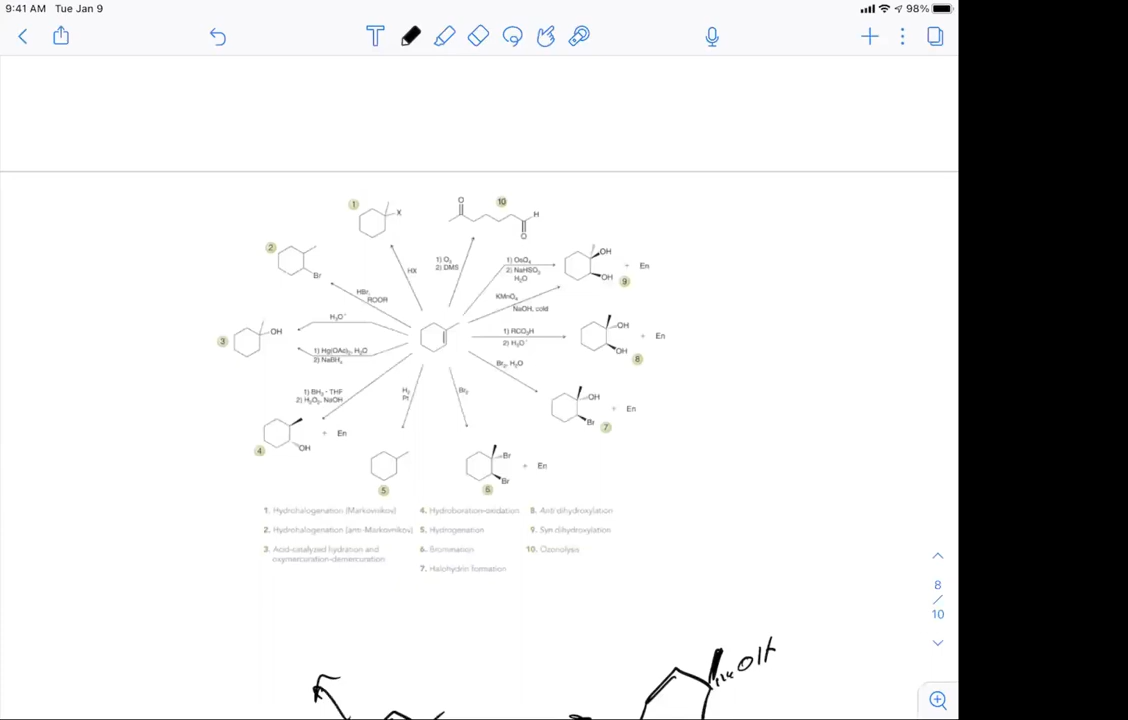 9:41 AM Tue Jan 9
98%
T
1
X
10
O
H
O
2
Br
HX
1) O3
2) DMS
1) OsO4
2) NaHSO3
H2O
OH
OH
+ En
9
HBr,
ROOR
KMnO4
NaOH, cold
H3O+
3
OH
1) Hg(OAc)2, H2O
2) NaBH4
1) RCO3H
2) H3O+
OH
OH
+ En
8
Br2, H2O
1) BH3 · THF
2) H2O2, NaOH
H2
Pt
Br2
OH
Br
+ En
7
4
OH
+ En
5
Br
Br
+ En
6
1. Hydrohalogenation (Markovnikov)
2. Hydrohalogenation (anti-Markovnikov)
3. Acid-catalyzed hydration and
oxymercuration-demercuration
4. Hydroboration-oxidation
5. Hydrogenation
6. Bromination
7. Halohydrin formation
8. Anti dihydroxylation
9. Syn dihydroxylation
10. Ozonolysis
8
/
10
OH